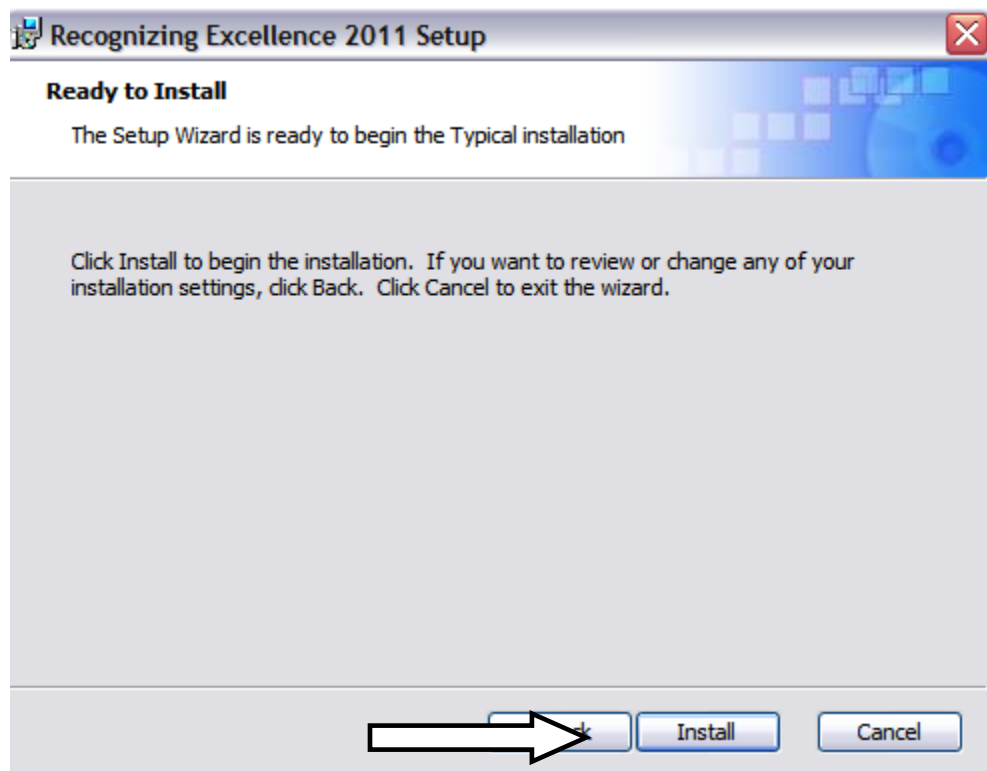 Recognizing Excellence 2011 Setup
Ready to Install
The Setup Wizard is ready to begin the Typical installation
Click Install to begin the installation.  If you want to review or change any of your
installation settings, click Back.  Click Cancel to exit the wizard.
Install Cancel